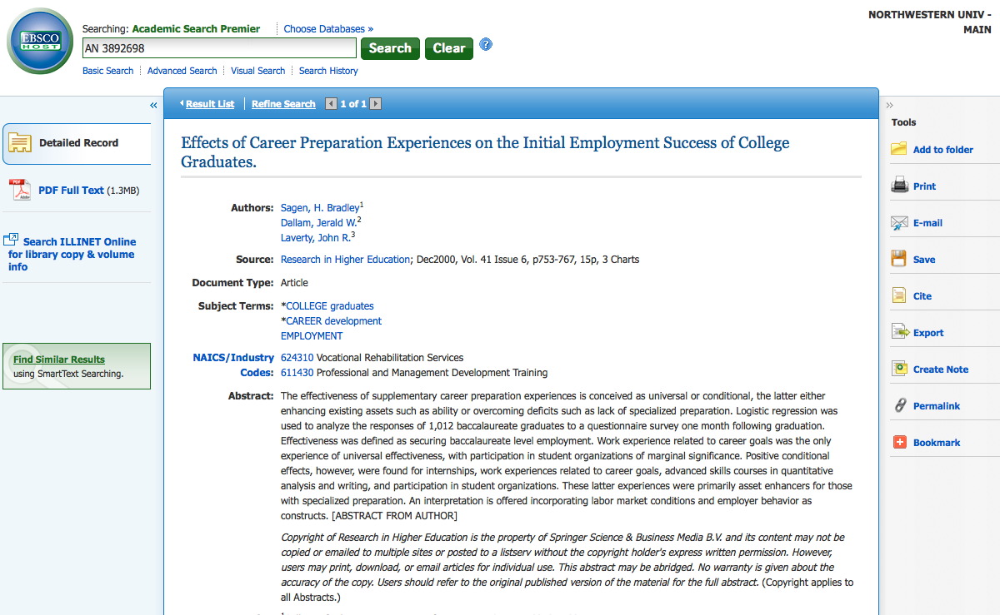 NORTHWESTERN UNIV -
MAIN
EBSCO
HOST
Searching: Academic Search Premier Choose Databases »
AN 3892698 Search Clear ?
Basic Search Advanced Search Visual Search Search History
«
Detailed Record
PDF Full Text (1.3MB)
Search ILLINET Online
for library copy & volume
info
Find Similar Results
using SmartText Searching.
Result List Refine Search 1 of 1
Effects of Career Preparation Experiences on the Initial Employment Success of College
Graduates.
Authors: Sagen, H. Bradley1
Dallam, Jerald W.2
Laverty, John R.3
Source: Research in Higher Education; Dec2000, Vol. 41 Issue 6, p753-767, 15p, 3 Charts
Document Type: Article
Subject Terms: *COLLEGE graduates
*CAREER development
EMPLOYMENT
NAICS/Industry 624310 Vocational Rehabilitation Services
Codes: 611430 Professional and Management Development Training
Abstract: The effectiveness of supplementary career preparation experiences is conceived as universal or conditional, the latter either
enhancing existing assets such as ability or overcoming deficits such as lack of specialized preparation. Logistic regression was
used to analyze the responses of 1,012 baccalaureate graduates to a questionnaire survey one month following graduation.
Effectiveness was defined as securing baccalaureate level employment. Work experience related to career goals was the only
experience of universal effectiveness, with participation in student organizations of marginal significance. Positive conditional
effects, however, were found for internships, work experiences related to career goals, advanced skills courses in quantitative
analysis and writing, and participation in student organizations. These latter experiences were primarily asset enhancers for those
with specialized preparation. An interpretation is offered incorporating labor market conditions and employer behavior as
constructs. [ABSTRACT FROM AUTHOR]
Copyright of Research in Higher Education is the property of Springer Science & Business Media B.V. and its content may not be
copied or emailed to multiple sites or posted to a listserv without the copyright holder's express written permission. However,
users may print, download, or email articles for individual use. This abstract may be abridged. No warranty is given about the
accuracy of the copy. Users should refer to the original published version of the material for the full abstract. (Copyright applies to
all Abstracts.)
»
Tools
Add to folder
Print
E-mail
Save
Cite
Export
Create Note
Permalink
Bookmark